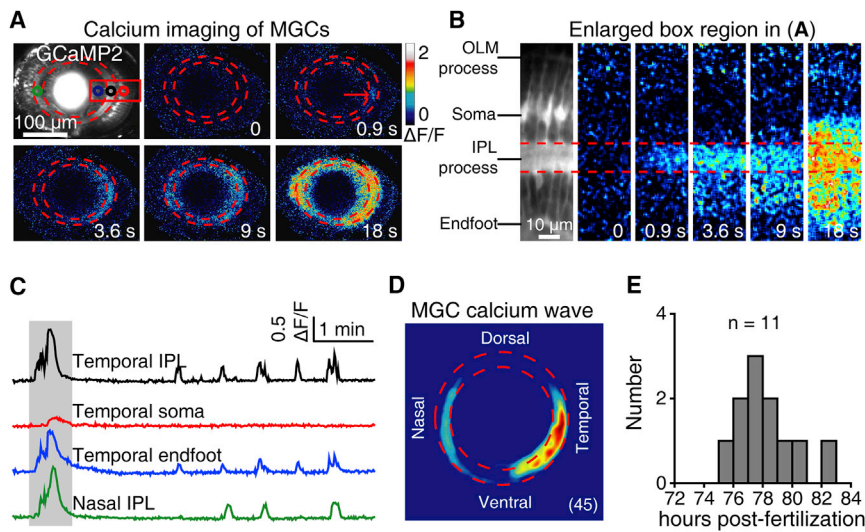 A
Calcium imaging of MGCs
GCaMP2
100 µm
0
0.9 s
3.6 s
9 s
18 s
2
0
ΔF/F
B
Enlarged box region in (A)
OLM
process
Soma
IPL
process
Endfoot
10 µm
0
0.9 s
3.6 s
9 s
18 s
C
0.5
ΔF/F
1 min
Temporal IPL
Temporal soma
Temporal endfoot
Nasal IPL
D
MGC calcium wave
Dorsal
Nasal
Temporal
Ventral
(45)
E
n = 11
Number
4
2
0
72 74 76 78 80 82 84
hours post-fertilization